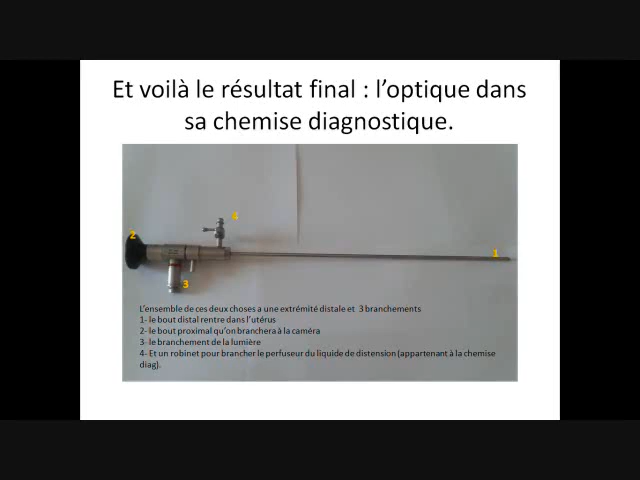 Et voilà le résultat final : l’optique dans
sa chemise diagnostique.
4
2
1
3
L’ensemble de ces deux choses a une extrémité distale et 3 branchements
1- le bout distal rentre dans l’utérus
2- le bout proximal qu’on branchera à la caméra
3- le branchement de la lumière
4- Et un robinet pour brancher le perfuseur du liquide de distension (appartenant à la chemise
diag).